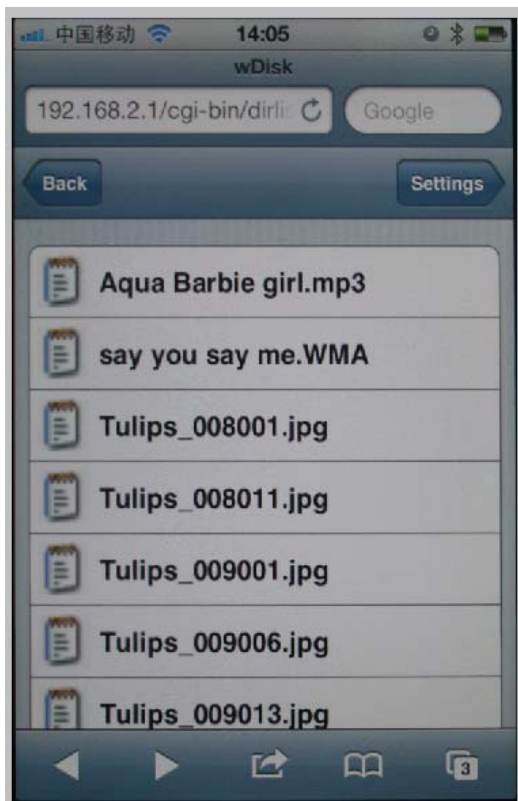 中国移动 14:05
wDisk
192.168.2.1/cgi-bin/dirlis Google
Back Settings
Aqua Barbie girl.mp3
say you say me.WMA
Tulips_008001.jpg
Tulips_008011.jpg
Tulips_009001.jpg
Tulips_009006.jpg
Tulips_009013.jpg
3